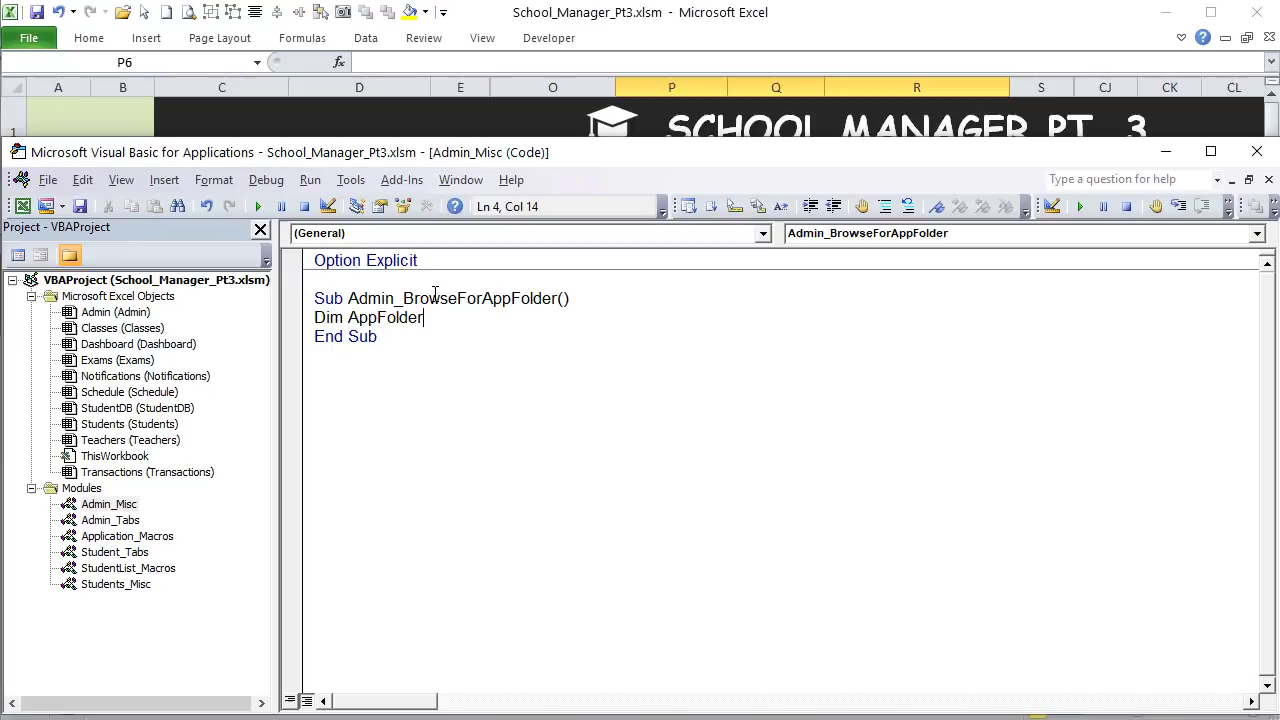 School_Manager_Pt3.xlsm - Microsoft Excel
File Home Insert Page Layout Formulas Data Review View Developer
P6 fx
A B C D E O P Q R S CJ CK CL
1 SCHOOL MANAGER PT. 3
Microsoft Visual Basic for Applications - School_Manager_Pt3.xlsm - [Admin_Misc (Code)]
File Edit View Insert Format Debug Run Tools Add-Ins Window Help Type a question for help
Ln 4, Col 14
Project - VBAProject
(General) Admin_BrowseForAppFolder
VBAProject (School_Manager_Pt3.xlsm)
Microsoft Excel Objects
Admin (Admin)
Classes (Classes)
Dashboard (Dashboard)
Exams (Exams)
Notifications (Notifications)
Schedule (Schedule)
StudentDB (StudentDB)
Students (Students)
Teachers (Teachers)
ThisWorkbook
Transactions (Transactions)
Modules
Admin_Misc
Admin_Tabs
Application_Macros
Student_Tabs
StudentList_Macros
Students_Misc
Option Explicit
Sub Admin_BrowseForAppFolder()
Dim AppFolder
End Sub